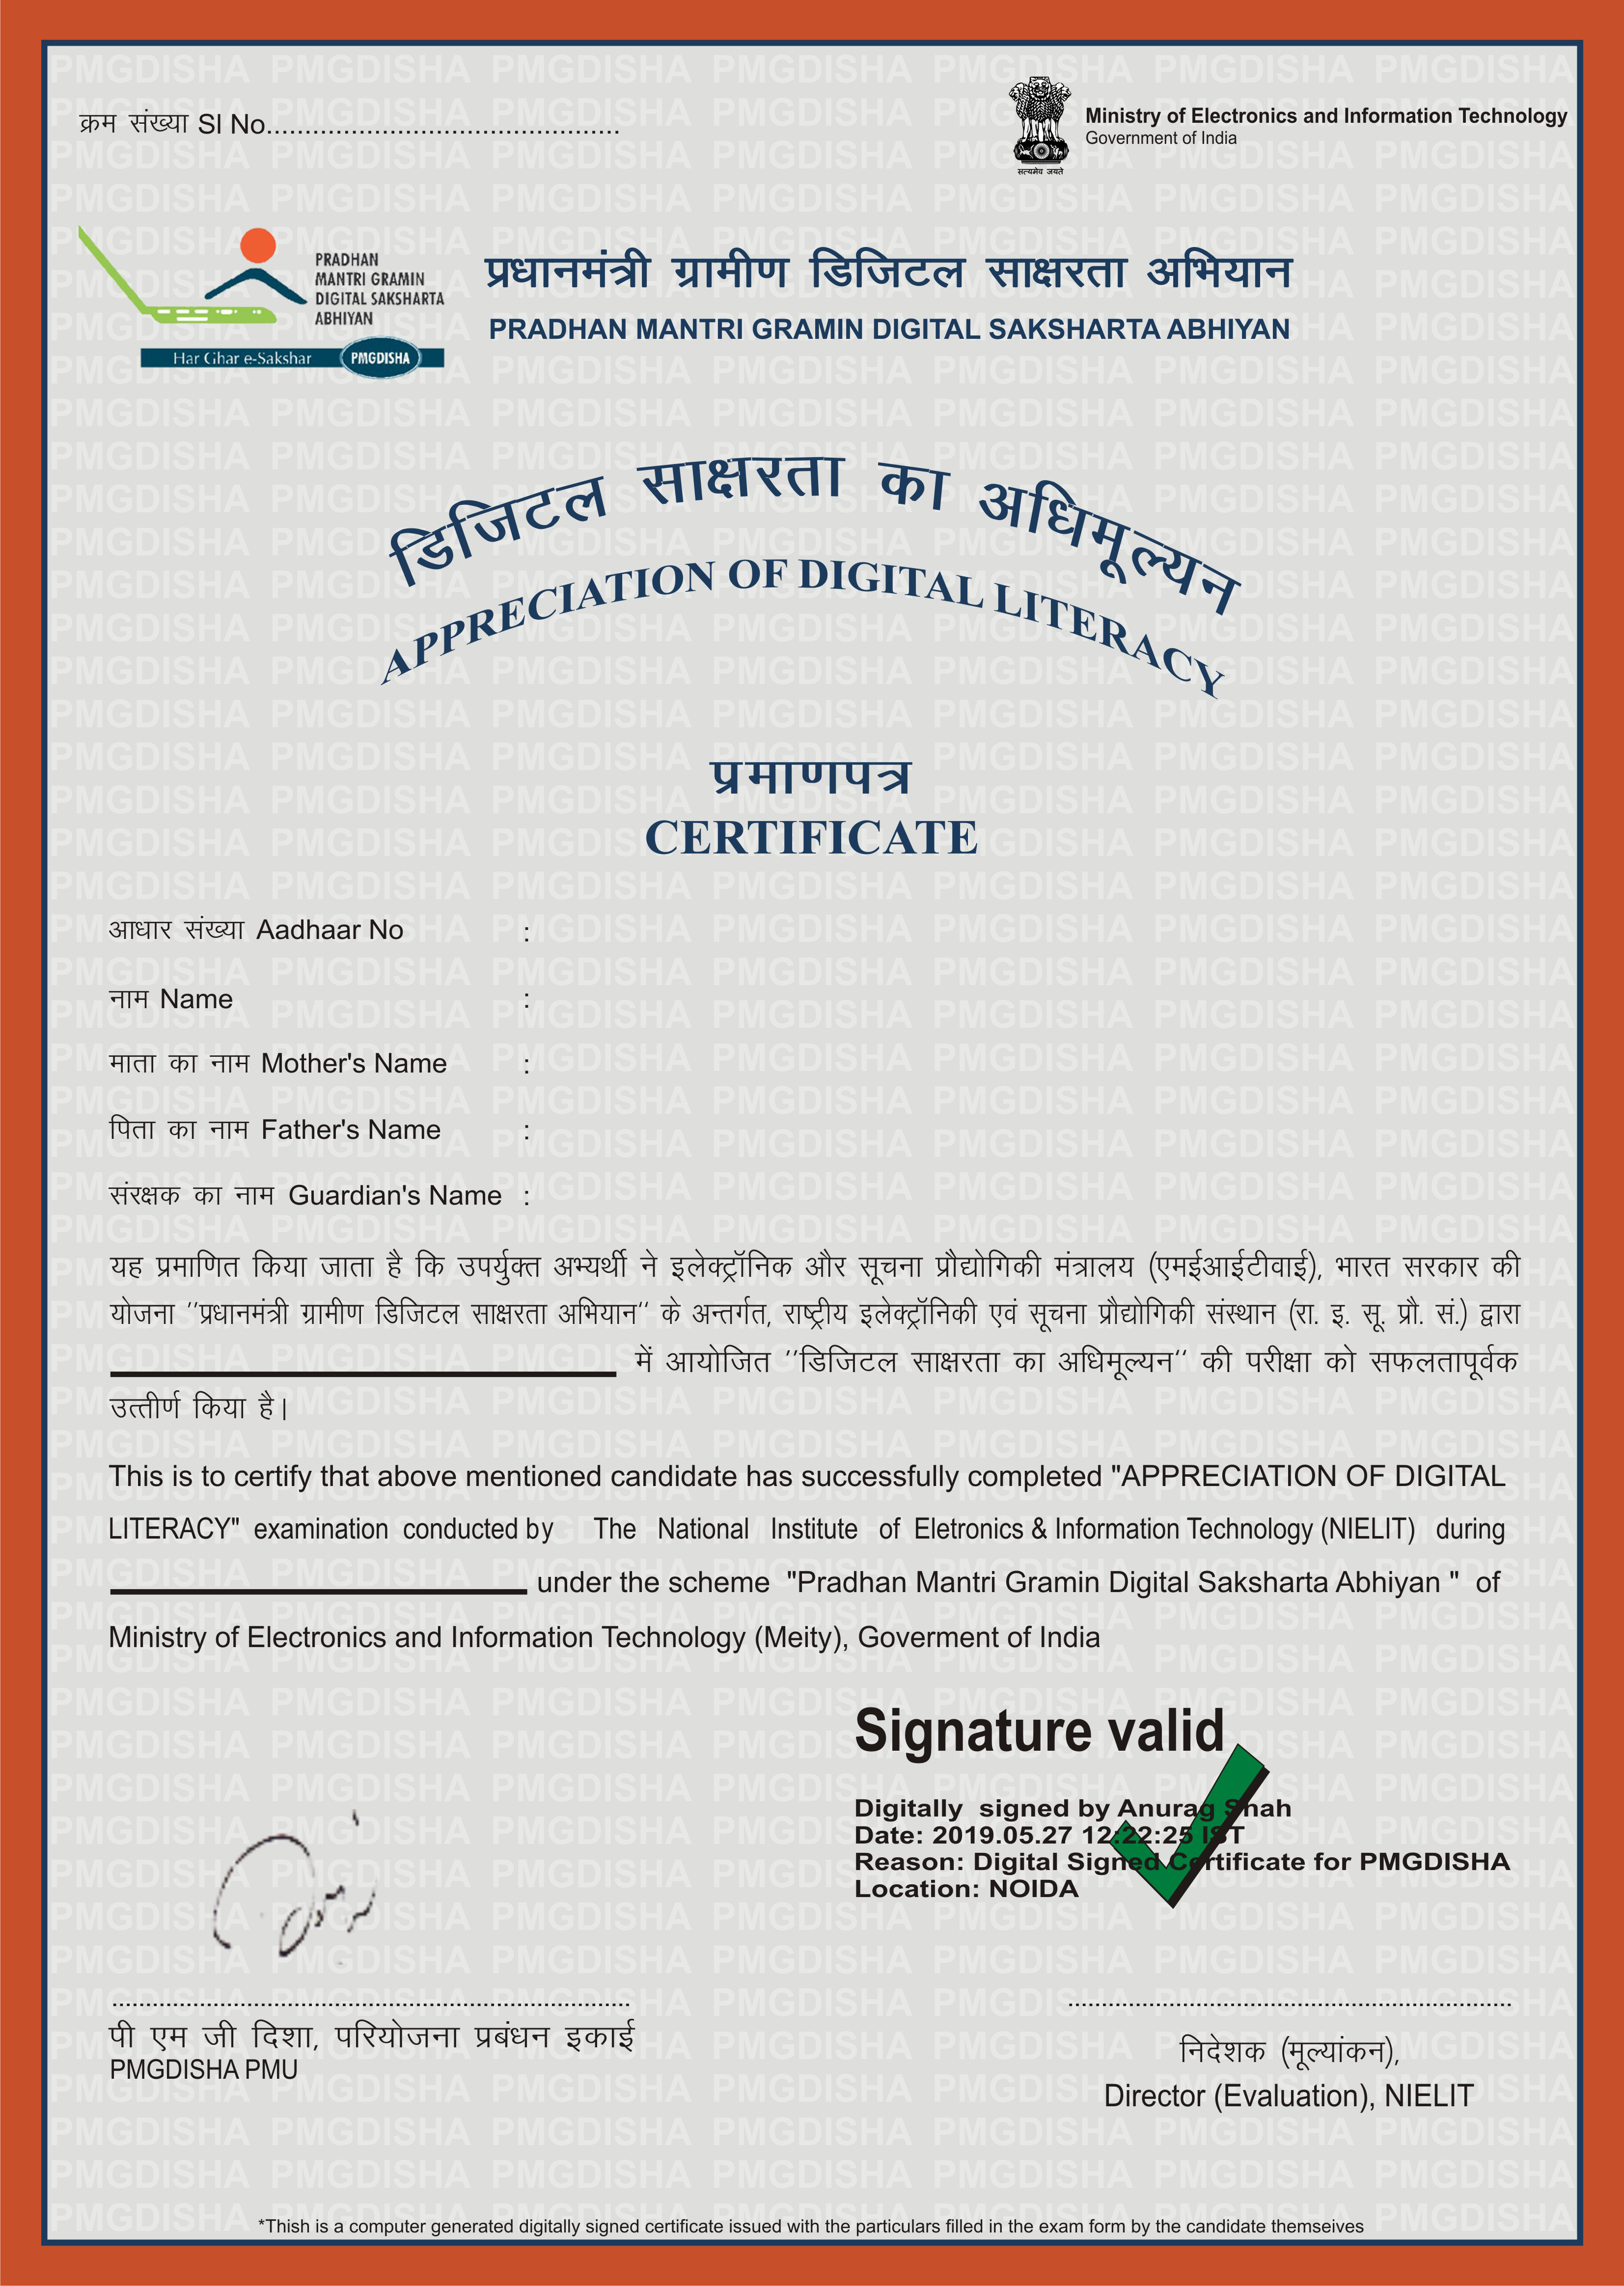 क्रम संख्या Sl No...............................................
Ministry of Electronics and Information Technology
Government of India
सत्यमेव जयते
PRADHAN
MANTRI GRAMIN
DIGITAL SAKSHARTA
ABHIYAN
Har Ghar e-Sakshar PMGDISHA
प्रधानमंत्री ग्रामीण डिजिटल साक्षरता अभियान
PRADHAN MANTRI GRAMIN DIGITAL SAKSHARTA ABHIYAN
डिजिटल साक्षरता का अधिमूल्यन
APPRECIATION OF DIGITAL LITERACY
प्रमाणपत्र
CERTIFICATE
आधार संख्या Aadhaar No :
नाम Name :
माता का नाम Mother's Name :
पिता का नाम Father's Name :
संरक्षक का नाम Guardian's Name :
यह प्रमाणित किया जाता है कि उपर्युक्त अभ्यर्थी ने इलेक्ट्रॉनिक और सूचना प्रौद्योगिकी मंत्रालय (एमईआईटीवाई), भारत सरकार की
योजना ''प्रधानमंत्री ग्रामीण डिजिटल साक्षरता अभियान'' के अन्तर्गत, राष्ट्रीय इलेक्ट्रॉनिकी एवं सूचना प्रौद्योगिकी संस्थान (रा. इ. सू. प्रौ. सं.) द्वारा
में आयोजित ''डिजिटल साक्षरता का अधिमूल्यन'' की परीक्षा को सफलतापूर्वक
उत्तीर्ण किया है।
This is to certify that above mentioned candidate has successfully completed "APPRECIATION OF DIGITAL
LITERACY" examination conducted by The National Institute of Eletronics & Information Technology (NIELIT) during
under the scheme "Pradhan Mantri Gramin Digital Saksharta Abhiyan " of
Ministry of Electronics and Information Technology (Meity), Goverment of India
Signature valid
Digitally signed by Anurag Shah
Date: 2019.05.27 12:22:25 IST
Reason: Digital Signed Certificate for PMGDISHA
Location: NOIDA
पी एम जी दिशा, परियोजना प्रबंधन इकाई
PMGDISHA PMU
निदेशक (मूल्यांकन),
Director (Evaluation), NIELIT
*Thish is a computer generated digitally signed certificate issued with the particulars filled in the exam form by the candidate themseives